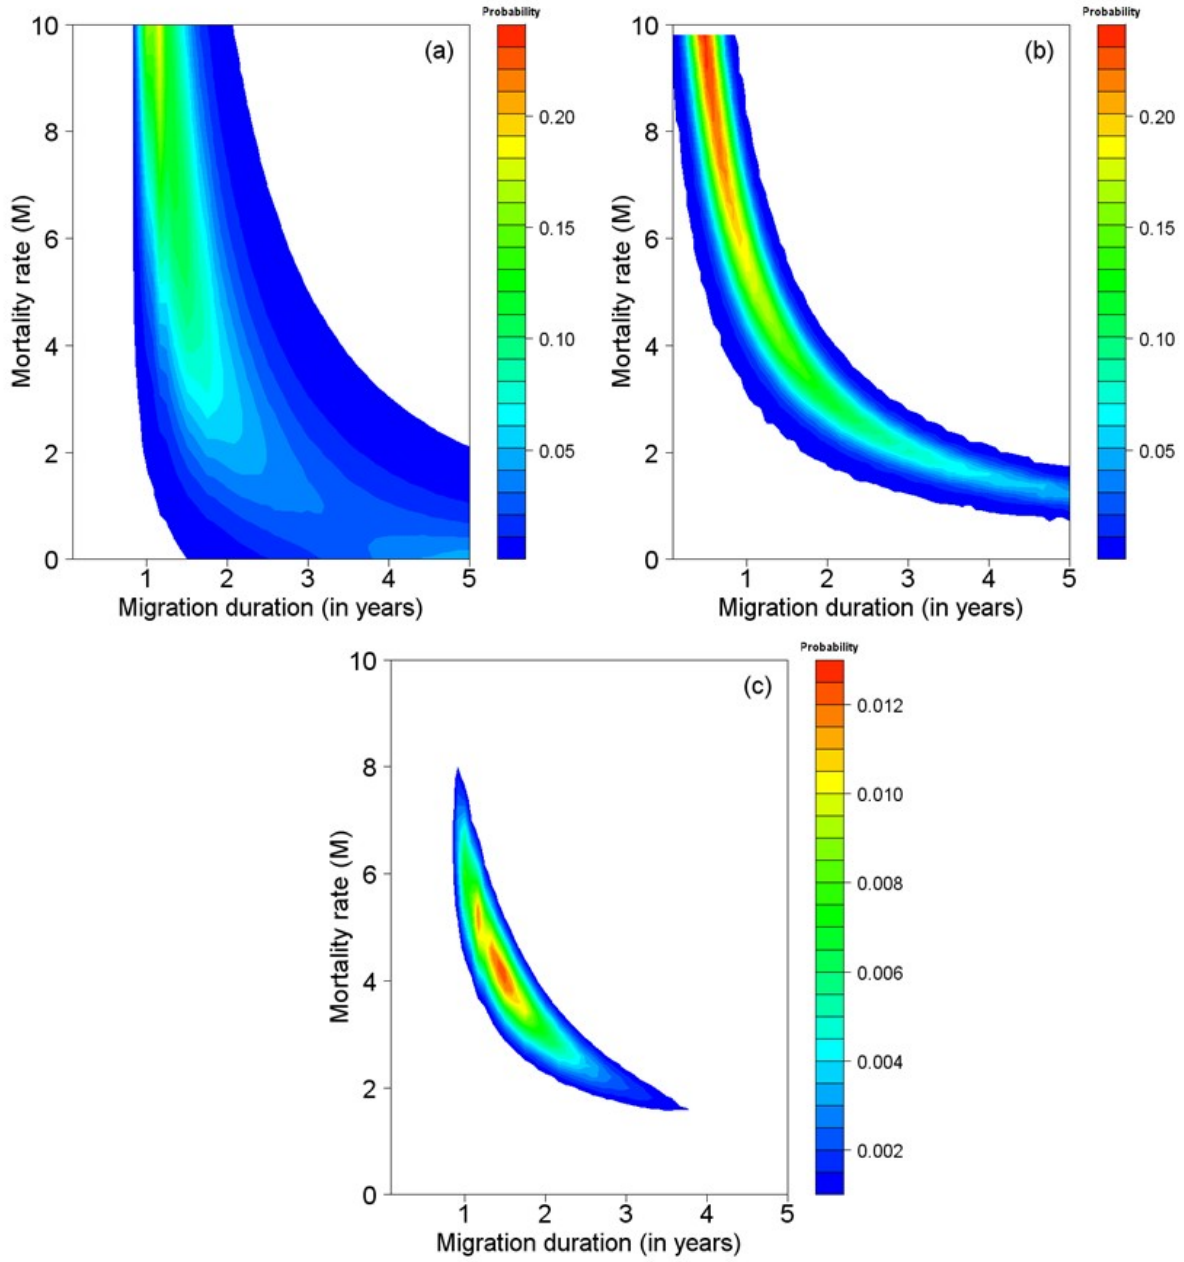 Probability
Probability
10
(a)
10
(b)
0.20
0.20
8
8
6
0.15
6
0.15
Mortality rate (M)
Mortality rate (M)
4
0.10
4
0.10
2
0.05
2
0.05
0
0
1 2 3 4 5
1 2 3 4 5
Migration duration (in years)
Migration duration (in years)
Probability
10
(c)
0.012
8
0.010
6
0.008
Mortality rate (M)
4
0.006
0.004
2
0.002
0
1 2 3 4 5
Migration duration (in years)